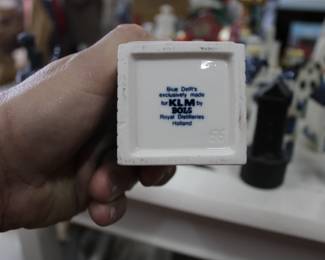 Blue Delft's
exclusively made
for KLM by
BOLS
Royal Distilleries
Holland